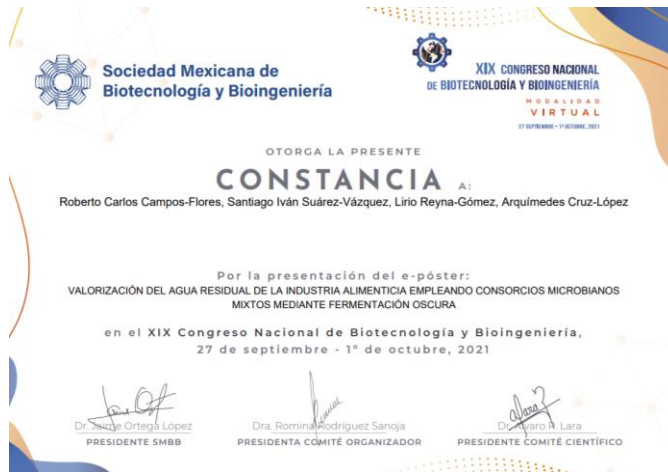 Sociedad Mexicana de
Biotecnología y Bioingeniería
XIX CONGRESO NACIONAL
DE BIOTECNOLOGÍA Y BIOINGENIERÍA
MODALIDAD
VIRTUAL
27 SEPTIEMBRE - 1º OCTUBRE, 2021
OTORGA LA PRESENTE
CONSTANCIA A:
Roberto Carlos Campos-Flores, Santiago Iván Suárez-Vázquez, Lirio Reyna-Gómez, Arquímedes Cruz-López
Por la presentación del e-póster:
VALORIZACIÓN DEL AGUA RESIDUAL DE LA INDUSTRIA ALIMENTICIA EMPLEANDO CONSORCIOS MICROBIANOS
MIXTOS MEDIANTE FERMENTACIÓN OSCURA
en el XIX Congreso Nacional de Biotecnología y Bioingeniería,
27 de septiembre - 1° de octubre, 2021
Dr. Jaime Ortega López
PRESIDENTE SMBB
Dra. Romina Rodríguez Sanoja
PRESIDENTA COMITÉ ORGANIZADOR
Dr. Alvaro R. Lara
PRESIDENTE COMITÉ CIENTÍFICO